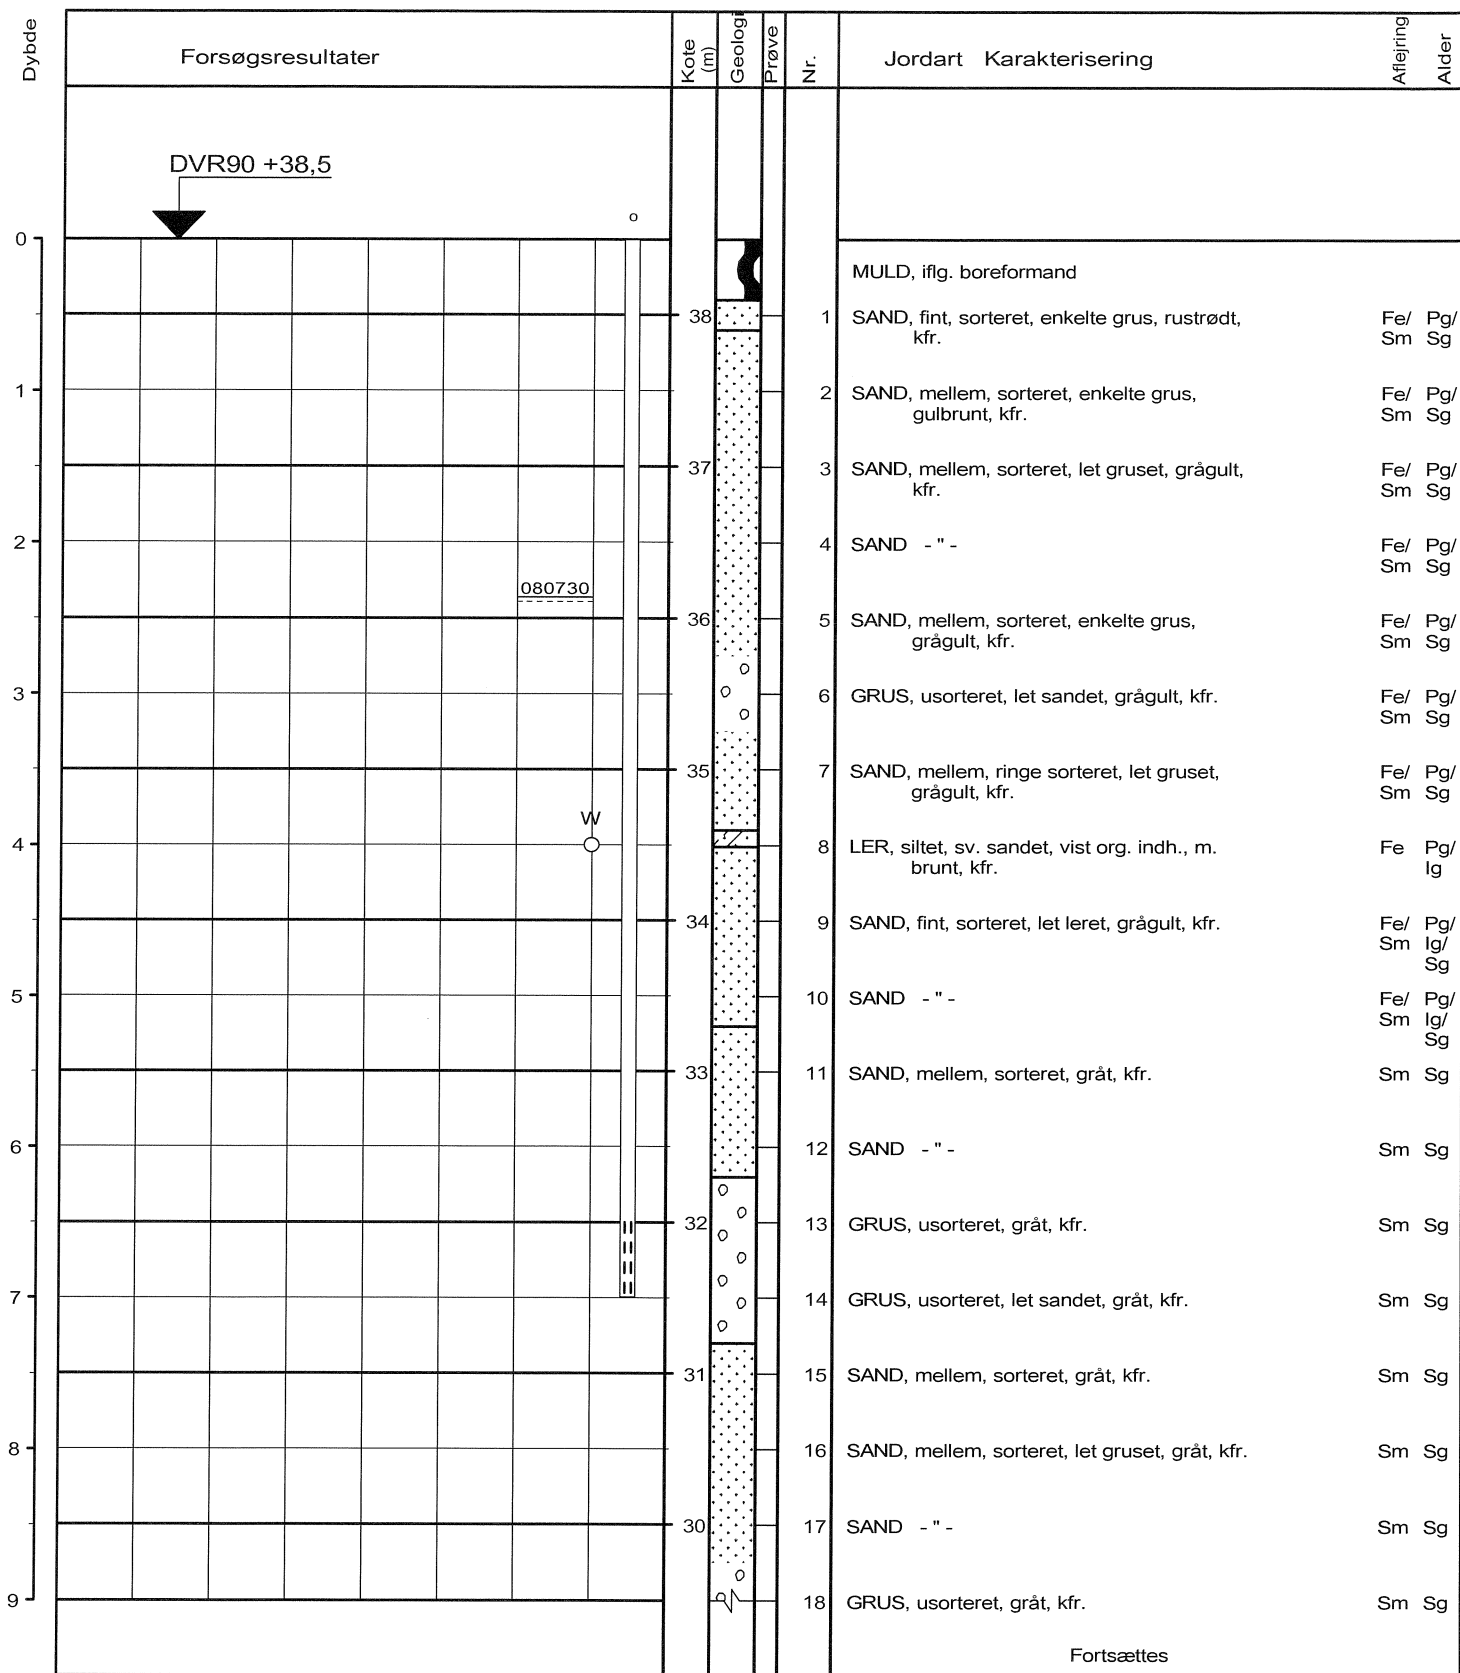 Dybde
Forsøgsresultater
Kote
(m)
Geologi
Prøve
Nr.
Jordart Karakterisering
Aflejring
Alder
DVR90 +38,5
o
0
MULD, iflg. boreformand
38
1 SAND, fint, sorteret, enkelte grus, rustrødt, Fe/ Pg/
kfr. Sm Sg
1
2 SAND, mellem, sorteret, enkelte grus, Fe/ Pg/
gulbrunt, kfr. Sm Sg
37
3 SAND, mellem, sorteret, let gruset, grågult, Fe/ Pg/
kfr. Sm Sg
2
4 SAND - " - Fe/ Pg/
Sm Sg
080730
36
5 SAND, mellem, sorteret, enkelte grus, Fe/ Pg/
grågult, kfr. Sm Sg
3
6 GRUS, usorteret, let sandet, grågult, kfr. Fe/ Pg/
Sm Sg
35
7 SAND, mellem, ringe sorteret, let gruset, Fe/ Pg/
grågult, kfr. Sm Sg
W
4
8 LER, siltet, sv. sandet, vist org. indh., m. Fe Pg/
brunt, kfr. Ig
34
9 SAND, fint, sorteret, let leret, grågult, kfr. Fe/ Pg/
Sm Ig/
Sg
5
10 SAND - " - Fe/ Pg/
Sm Ig/
Sg
33
11 SAND, mellem, sorteret, gråt, kfr. Sm Sg
6
12 SAND - " - Sm Sg
32
13 GRUS, usorteret, gråt, kfr. Sm Sg
7
14 GRUS, usorteret, let sandet, gråt, kfr. Sm Sg
31
15 SAND, mellem, sorteret, gråt, kfr. Sm Sg
8
16 SAND, mellem, sorteret, let gruset, gråt, kfr. Sm Sg
30
17 SAND - " - Sm Sg
9
18 GRUS, usorteret, gråt, kfr. Sm Sg
Fortsættes